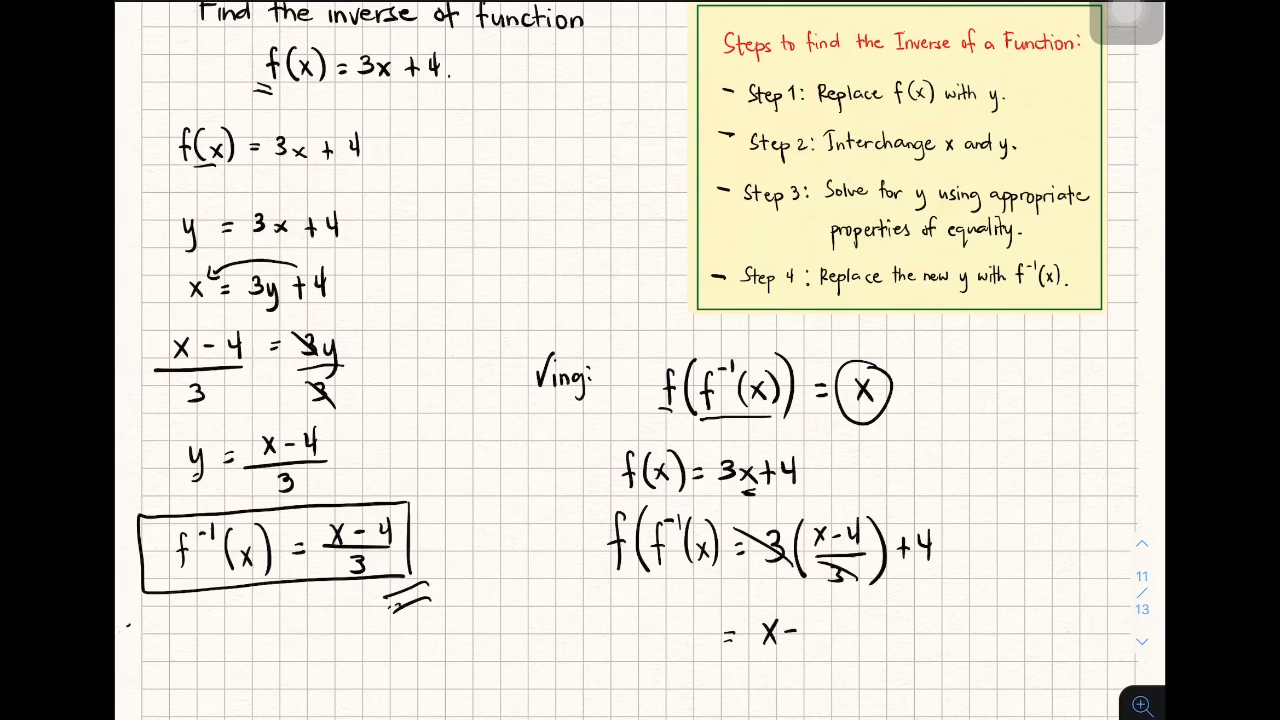 Find the inverse of function
f(x) = 3x + 4.
f(x) = 3x + 4
y = 3x + 4
x = 3y + 4
x - 4 = 3y
3 3
y = x - 4
3
f⁻¹(x) = x - 4
3
Steps to find the Inverse of a Function:
- Step 1: Replace f(x) with y.
- Step 2: Interchange x and y.
- Step 3: Solve for y using appropriate
properties of equality.
- Step 4: Replace the new y with f⁻¹(x).
√ing: f(f⁻¹(x)) = x
f(x) = 3x + 4
f(f⁻¹(x) = 3(x-4) + 4
3
= x -
11
/
13